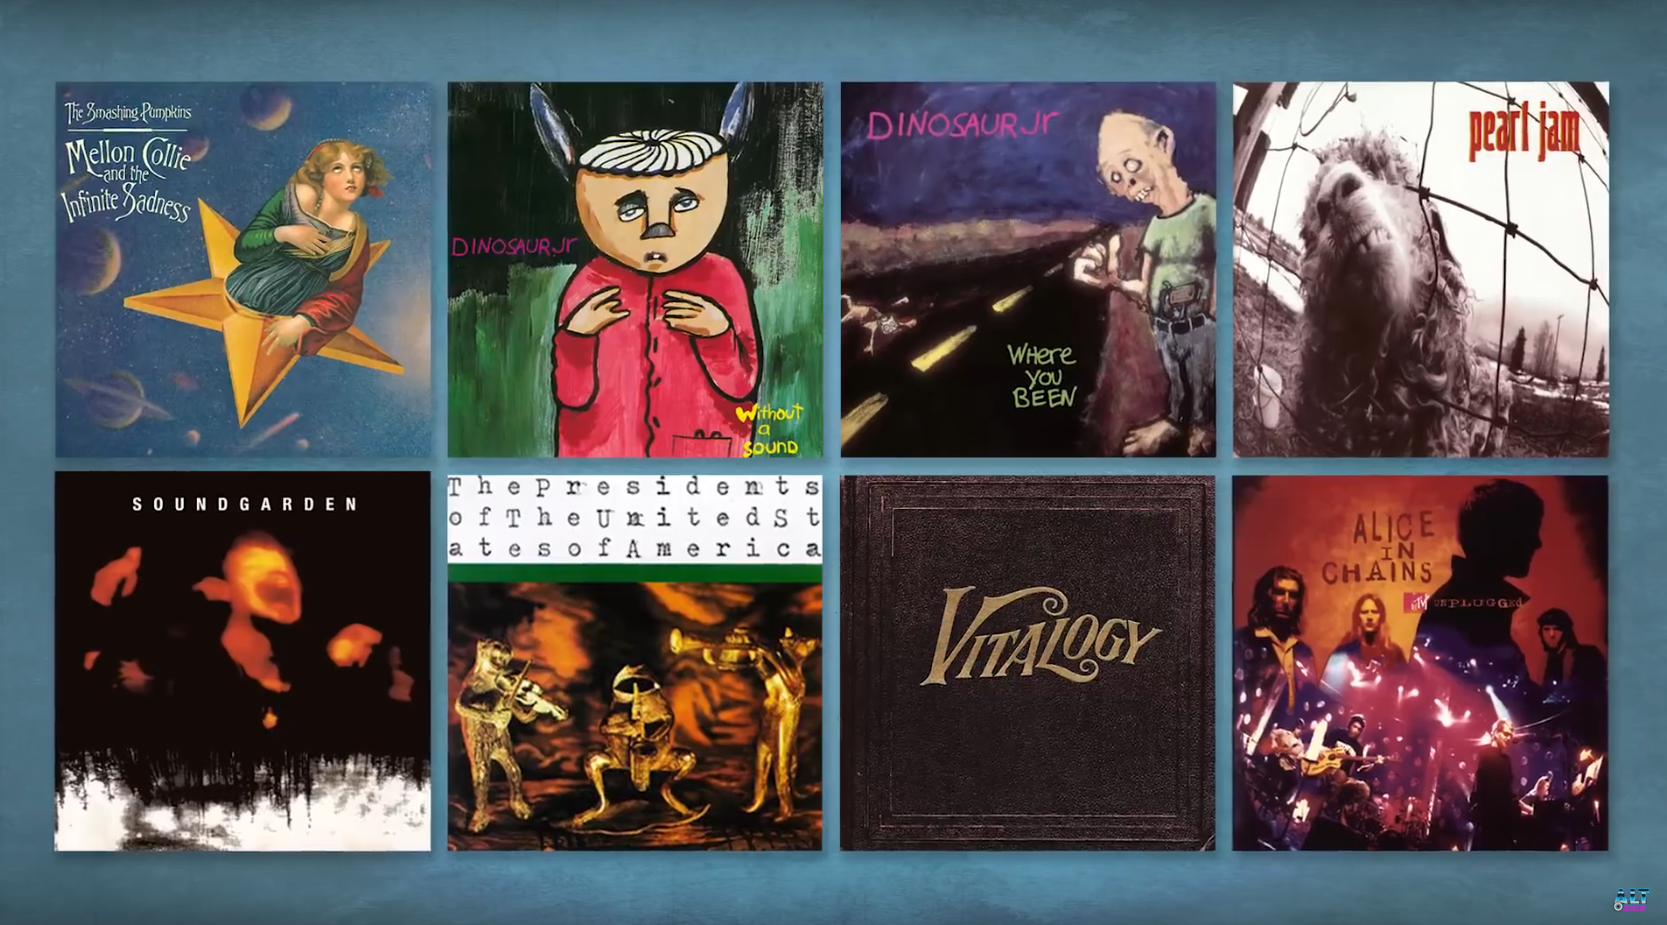 The Smashing Pumpkins
Mellon Collie
and the
Infinite Sadness
DINOSAUR Jr
Without
a
SOUND
DINOSAUR Jr
WHere
YOU
BEEN
pearl jam
SOUNDGARDEN
ThePresidents
ofTheUnitedSt
atesofAmerica
VITALOGY
ALICE
IN
CHAINS
MTV UNPLUGGED
ALT